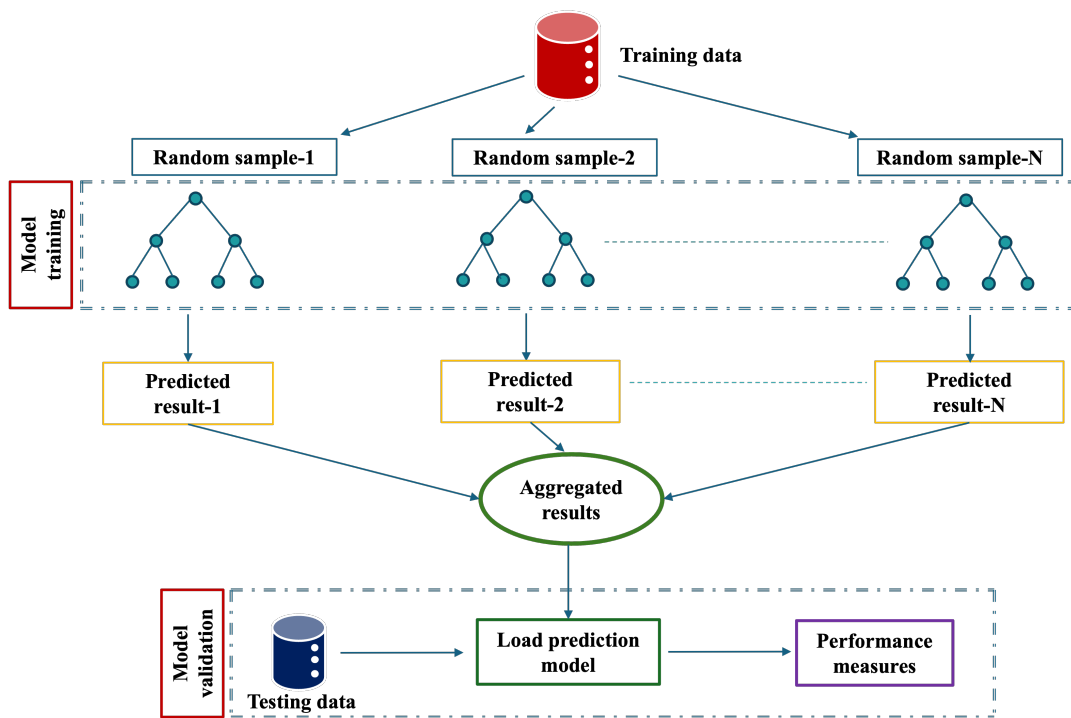 Training data
Random sample-1
Random sample-2
Random sample-N
Model
training
Predicted
result-1
Predicted
result-2
Predicted
result-N
Aggregated
results
Model
validation
Testing data
Load prediction
model
Performance
measures